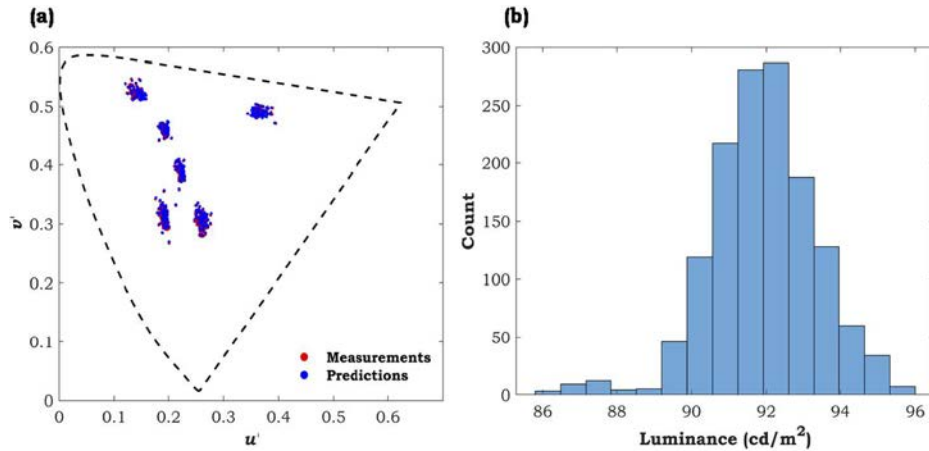 (a)
0.6
0.5
0.4
0.3
0.2
0.1
0
v'
0 0.1 0.2 0.3 0.4 0.5 0.6
u'
Measurements
Predictions
(b)
300
250
200
150
100
50
0
Count
86 88 90 92 94 96
Luminance (cd/m²)